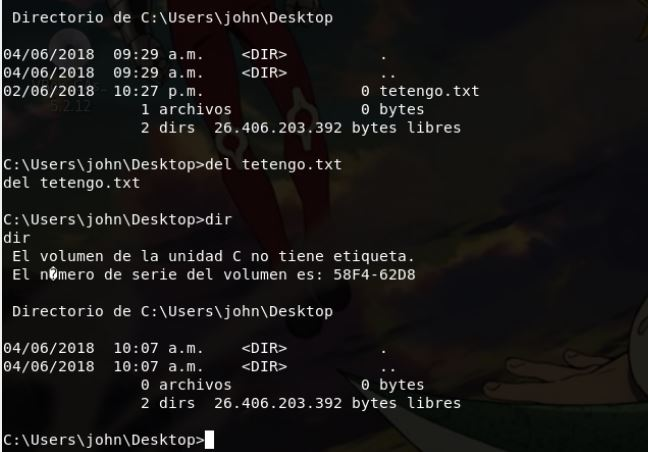 Directorio de C:\Users\john\Desktop
04/06/2018 09:29 a.m. <DIR> .
04/06/2018 09:29 a.m. <DIR> ..
02/06/2018 10:27 p.m. 0 tetengo.txt
1 archivos 0 bytes
2 dirs 26.406.203.392 bytes libres
C:\Users\john\Desktop>del tetengo.txt
del tetengo.txt
C:\Users\john\Desktop>dir
dir
El volumen de la unidad C no tiene etiqueta.
El n�mero de serie del volumen es: 58F4-62D8
Directorio de C:\Users\john\Desktop
04/06/2018 10:07 a.m. <DIR> .
04/06/2018 10:07 a.m. <DIR> ..
0 archivos 0 bytes
2 dirs 26.406.203.392 bytes libres
C:\Users\john\Desktop>